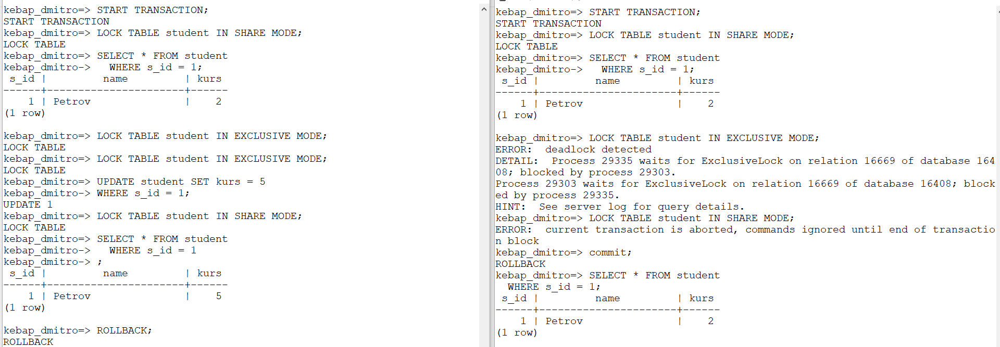 kebap_dmitro=> START TRANSACTION;
START TRANSACTION
kebap_dmitro=> LOCK TABLE student IN SHARE MODE;
LOCK TABLE
kebap_dmitro=> SELECT * FROM student
kebap_dmitro->   WHERE s_id = 1;
 s_id |         name         | kurs
------+----------------------+------
    1 | Petrov               |    2
(1 row)

kebap_dmitro=> LOCK TABLE student IN EXCLUSIVE MODE;
LOCK TABLE
kebap_dmitro=> LOCK TABLE student IN EXCLUSIVE MODE;
LOCK TABLE
kebap_dmitro=> UPDATE student SET kurs = 5
kebap_dmitro-> WHERE s_id = 1;
UPDATE 1
kebap_dmitro=> LOCK TABLE student IN SHARE MODE;
LOCK TABLE
kebap_dmitro=> SELECT * FROM student
kebap_dmitro->   WHERE s_id = 1
kebap_dmitro-> ;
 s_id |         name         | kurs
------+----------------------+------
    1 | Petrov               |    5
(1 row)

kebap_dmitro=> ROLLBACK;
ROLLBACK
kebap_dmitro=> START TRANSACTION;
START TRANSACTION
kebap_dmitro=> LOCK TABLE student IN SHARE MODE;
LOCK TABLE
kebap_dmitro=> SELECT * FROM student
kebap_dmitro->   WHERE s_id = 1;
 s_id |         name         | kurs
------+----------------------+------
    1 | Petrov               |    2
(1 row)

kebap_dmitro=> LOCK TABLE student IN EXCLUSIVE MODE;
ERROR:  deadlock detected
DETAIL:  Process 29335 waits for ExclusiveLock on relation 16669 of database 164
08; blocked by process 29303.
Process 29303 waits for ExclusiveLock on relation 16669 of database 16408; block
ed by process 29335.
HINT:  See server log for query details.
kebap_dmitro=> LOCK TABLE student IN SHARE MODE;
ERROR:  current transaction is aborted, commands ignored until end of transactio
n block
kebap_dmitro=> commit;
ROLLBACK
kebap_dmitro=> SELECT * FROM student
  WHERE s_id = 1;
 s_id |         name         | kurs
------+----------------------+------
    1 | Petrov               |    2
(1 row)